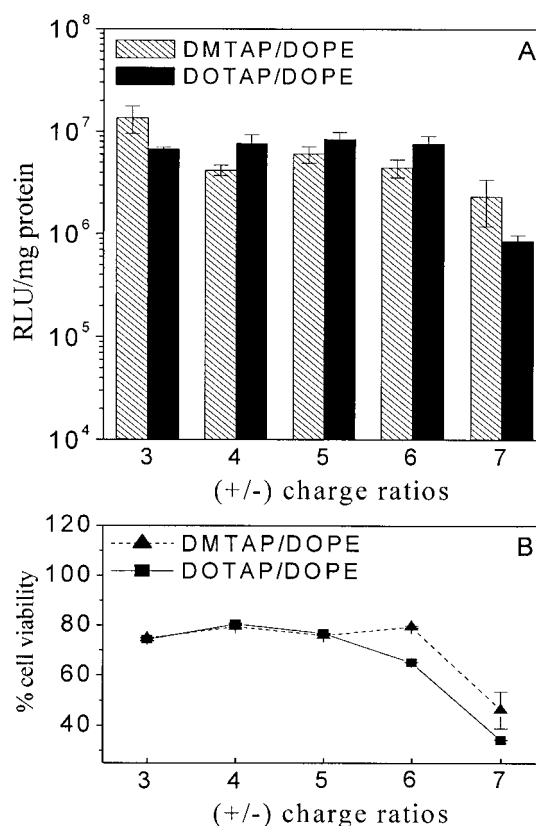 10^8
DMTAP/DOPE
A
DOTAP/DOPE
10^7
10^6
10^5
10^4
RLU/mg protein
3 4 5 6 7
(+/-) charge ratios
120
DMTAP/DOPE
B
DOTAP/DOPE
100
80
60
40
% cell viability
3 4 5 6 7
(+/-) charge ratios